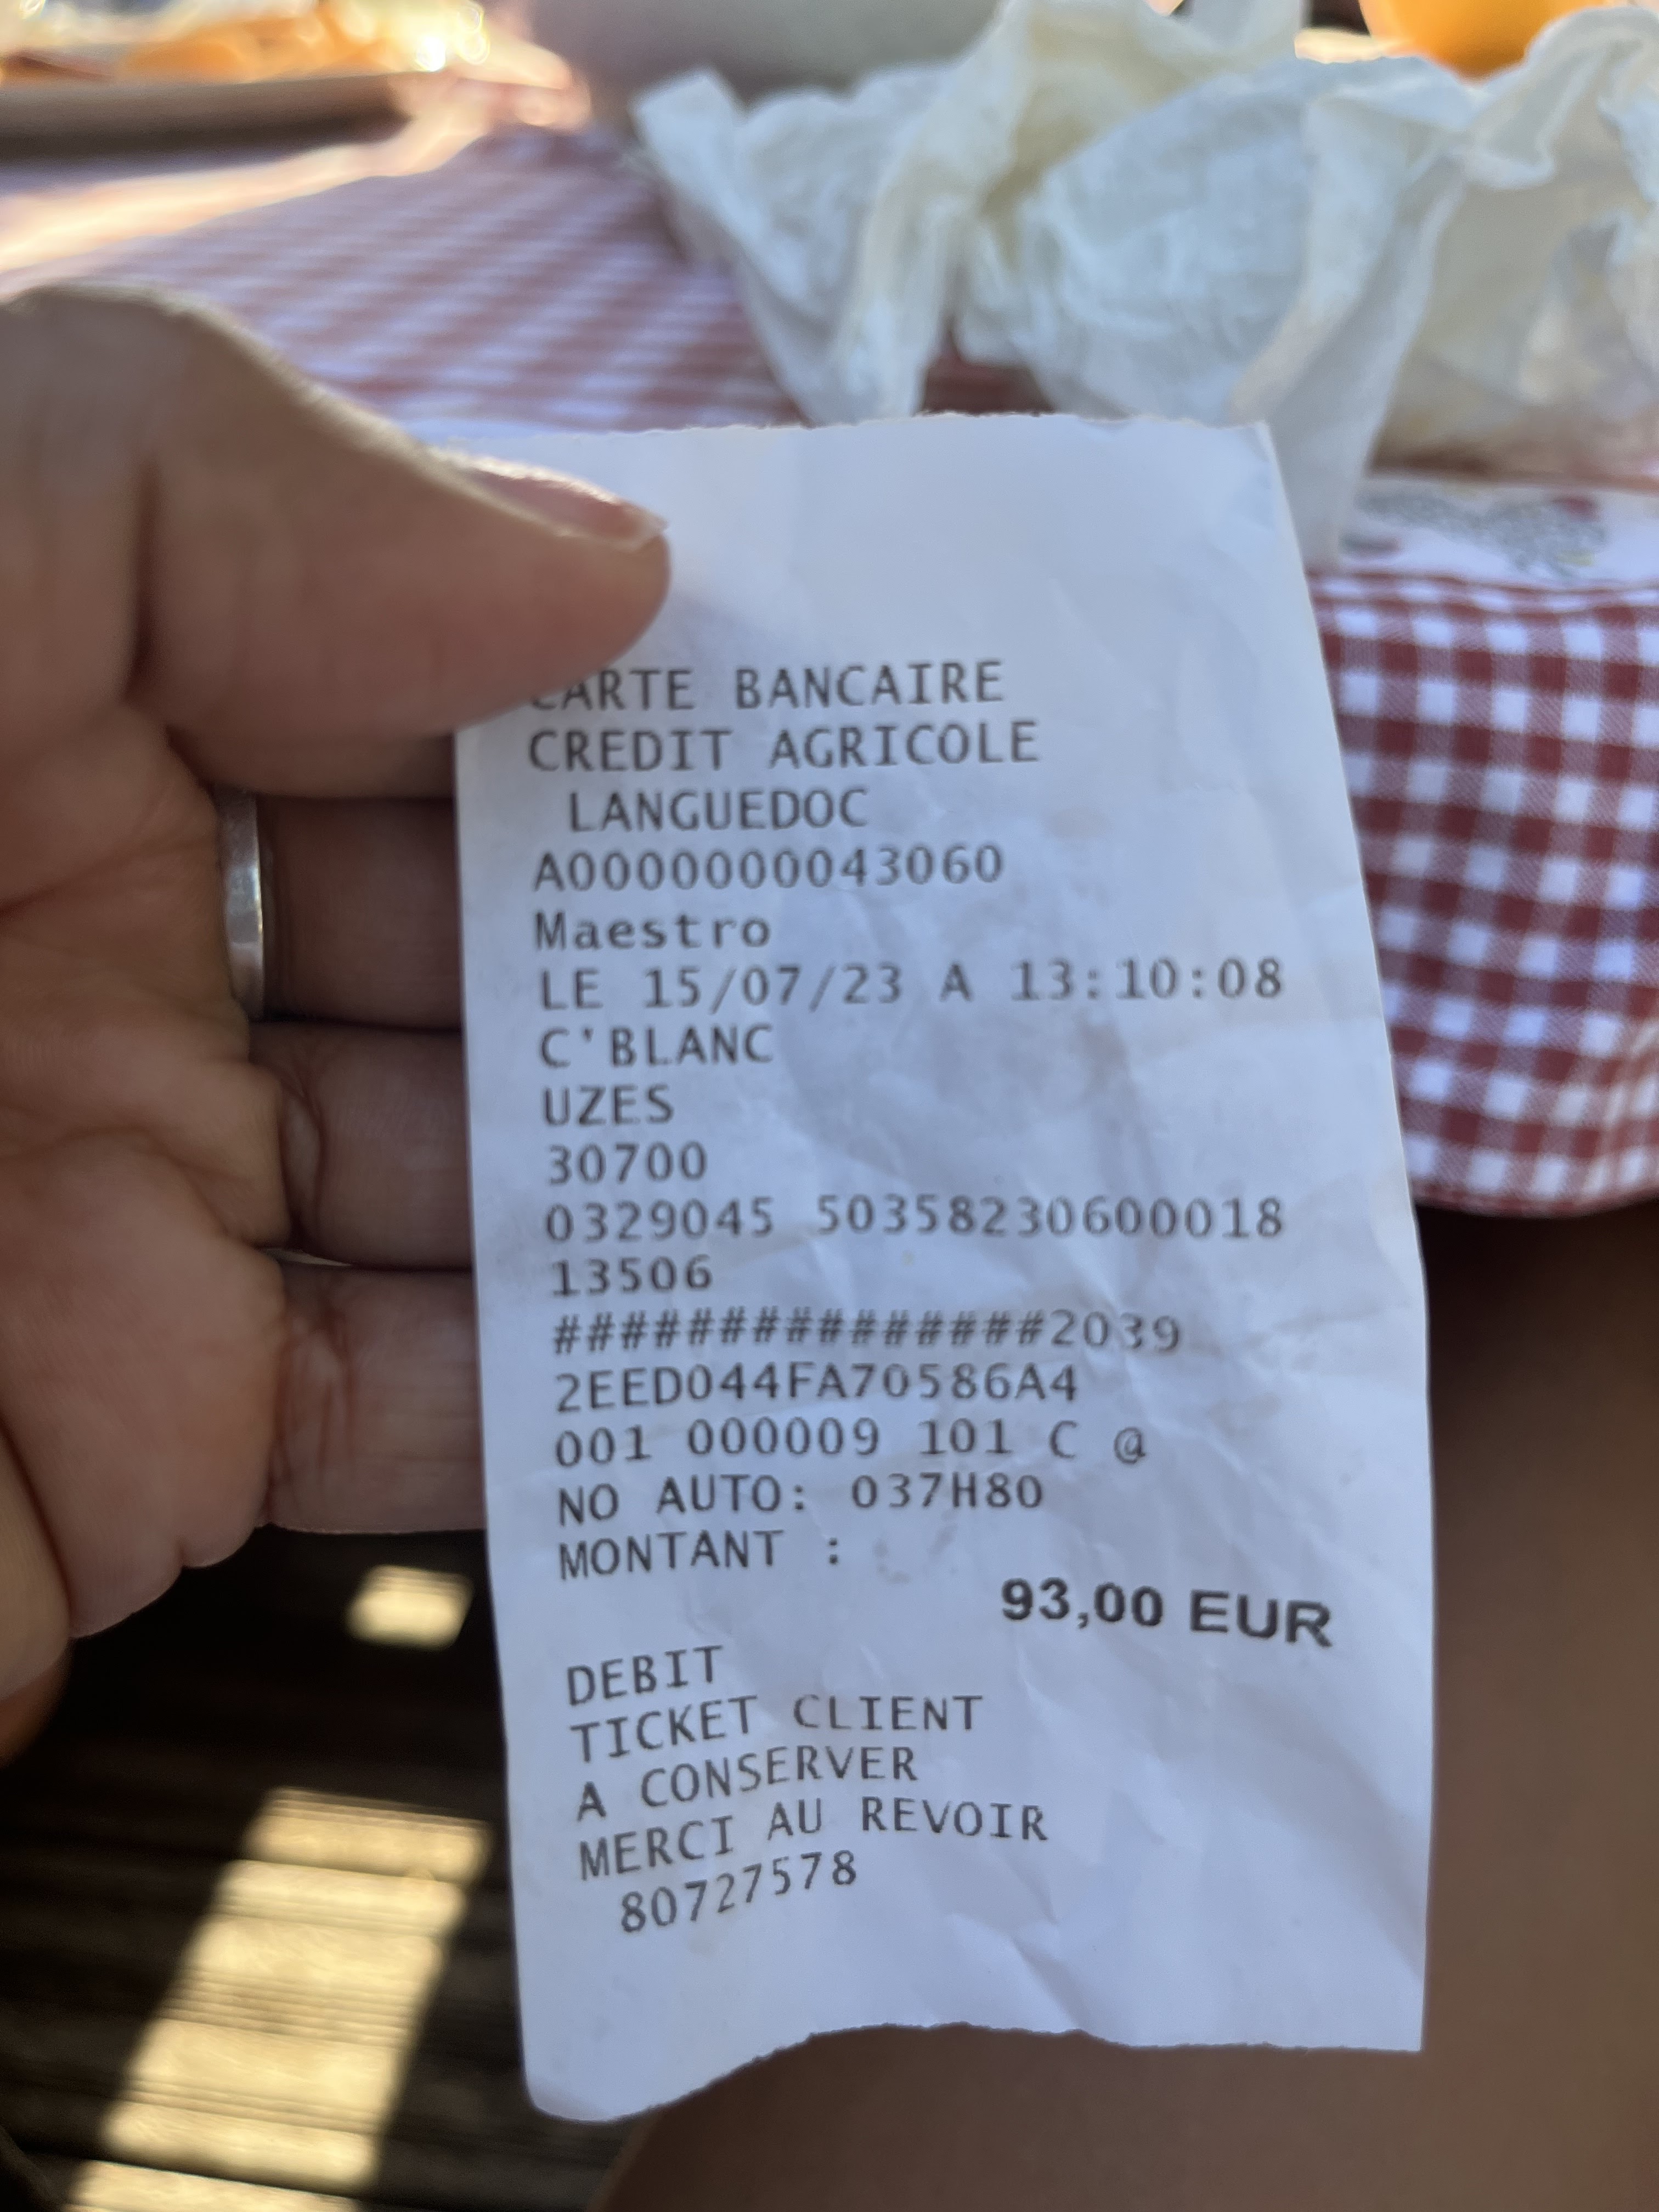 CARTE BANCAIRE
CREDIT AGRICOLE
LANGUEDOC
A0000000043060
Maestro
LE 15/07/23 A 13:10:08
C'BLANC
UZES
30700
0329045 50358230600018
13506
###############2039
2EED044FA70586A4
001 000009 101 C @
NO AUTO: 037H80
MONTANT :
93,00 EUR
DEBIT
TICKET CLIENT
A CONSERVER
MERCI AU REVOIR
80727578